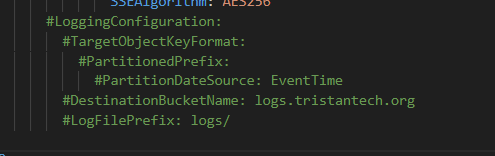 SSEAlgorithm: AES256
#LoggingConfiguration:
#TargetObjectKeyFormat:
#PartitionedPrefix:
#PartitionDateSource: EventTime
#DestinationBucketName: logs.tristantech.org
#LogFilePrefix: logs/